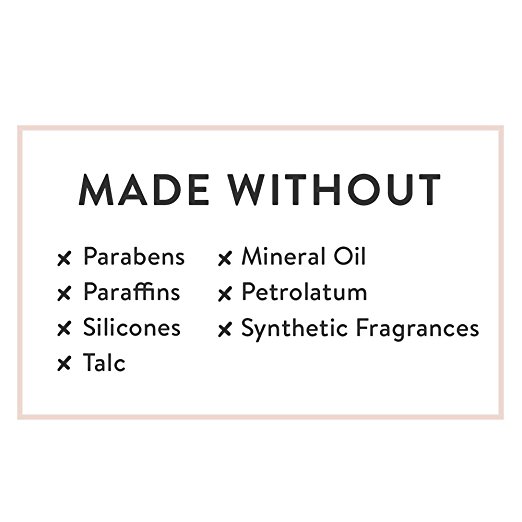 MADE WITHOUT
× Parabens
× Paraffins
× Silicones
× Talc
× Mineral Oil
× Petrolatum
× Synthetic Fragrances